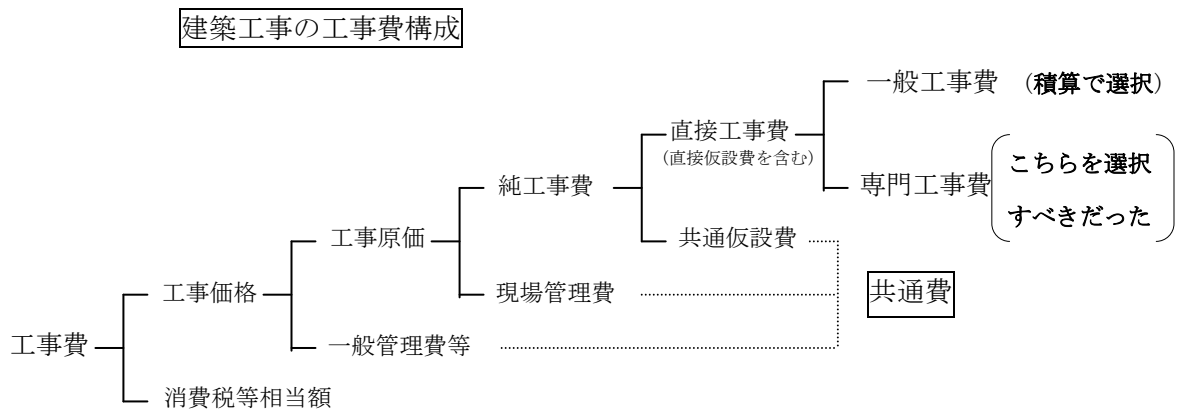 建築工事の工事費構成
一般工事費 （積算で選択）
直接工事費
（直接仮設費を含む）
専門工事費
こちらを選択
すべきだった
純工事費
共通仮設費
工事原価
現場管理費
共通費
工事価格
一般管理費等
工事費
消費税等相当額